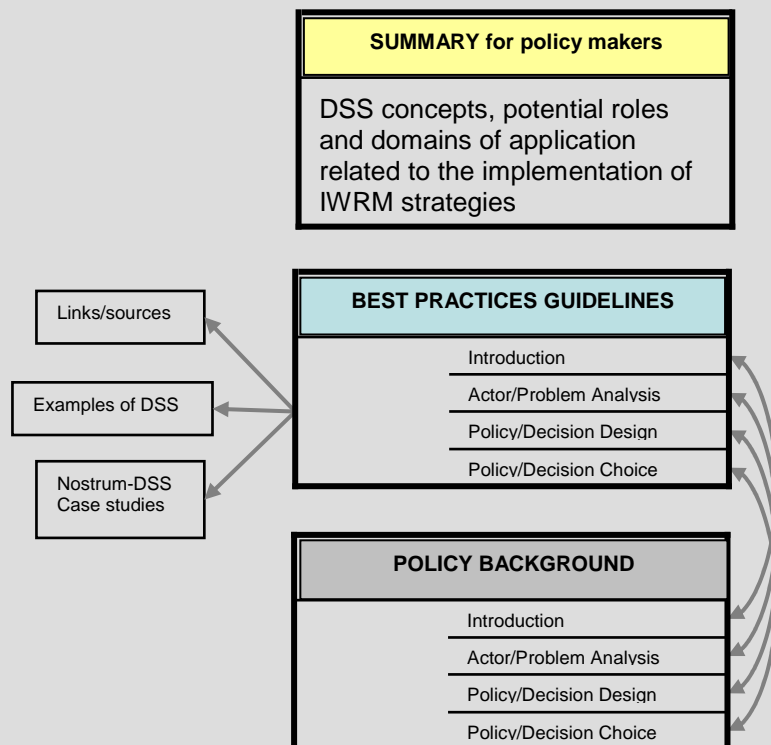 SUMMARY for policy makers
DSS concepts, potential roles
and domains of application
related to the implementation of
IWRM strategies
BEST PRACTICES GUIDELINES
Introduction
Actor/Problem Analysis
Policy/Decision Design
Policy/Decision Choice
Links/sources
Examples of DSS
Nostrum-DSS
Case studies
POLICY BACKGROUND
Introduction
Actor/Problem Analysis
Policy/Decision Design
Policy/Decision Choice